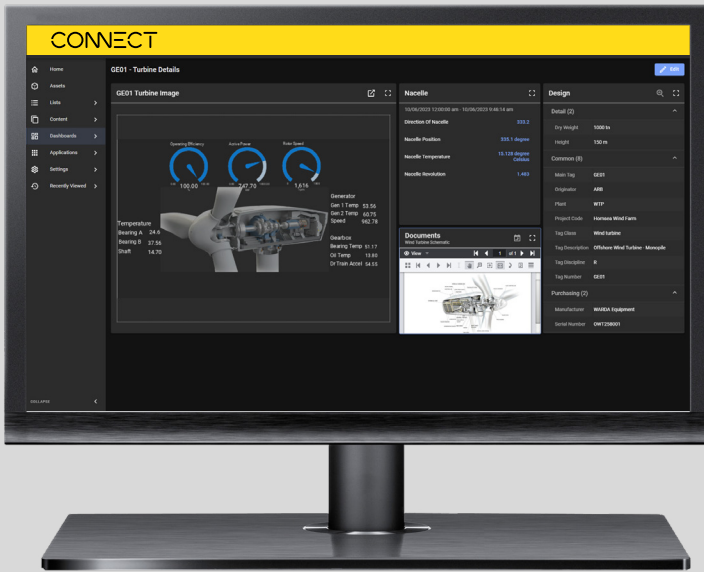 CONNECT
Home
Assets
Lists
Content
Dashboards
Applications
Settings
Recently Viewed
COLLAPSE
GE01 - Turbine Details
Edit
GE01 Turbine Image
Operating Efficiency
Active Power
Rotor Speed
100.00
1,616
Temperature
Bearing A 24.6
Bearing B 37.56
Shaft 14.70
Generator
Gen 1 Temp 53.56
Gen 2 Temp 60.75
Speed 962.78
Gearbox
Bearing Temp 51.17
Oil Temp 13.80
Dr Train Accel 54.55
Nacelle
10/06/2023 12:00:00 am - 10/06/2023 9:46:14 am
Direction Of Nacelle 335.2
Nacelle Position 335.1 degree
Nacelle Temperature 15.128 degree Celsius
Nacelle Revolution 1.483
Documents
Wind Turbine Schematic
View
1 of 1
Design
Detail (2)
Dry Weight 1000 tn
Height 150 m
Common (8)
Main Tag GE01
Originator ARB
Plant WTP
Project Code Hornsea Wind Farm
Tag Class Wind turbine
Tag Description Offshore Wind Turbine - Monopile
Tag Discipline R
Tag Number GE01
Purchasing (2)
Manufacturer WARDA Equipment
Serial Number OWT258001